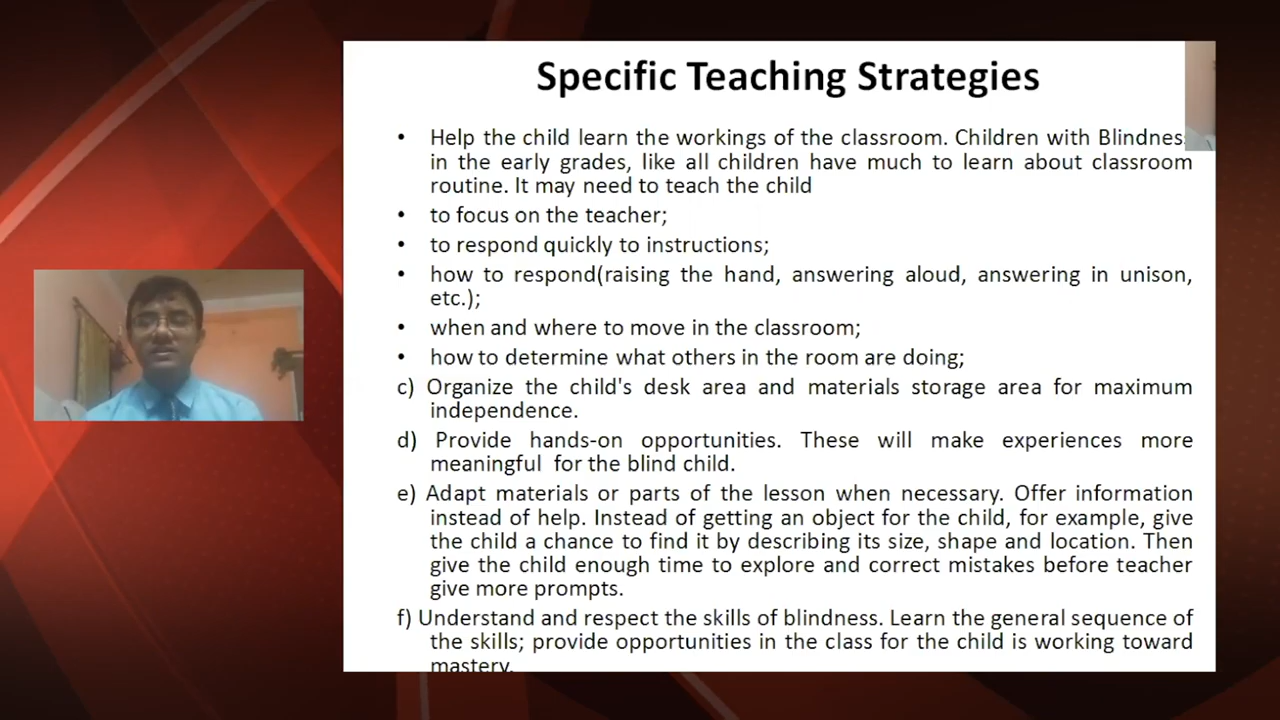 Specific Teaching Strategies
• Help the child learn the workings of the classroom. Children with Blindnes
in the early grades, like all children have much to learn about classroom
routine. It may need to teach the child
• to focus on the teacher;
• to respond quickly to instructions;
• how to respond(raising the hand, answering aloud, answering in unison,
etc.);
• when and where to move in the classroom;
• how to determine what others in the room are doing;
c) Organize the child's desk area and materials storage area for maximum
independence.
d) Provide hands-on opportunities. These will make experiences more
meaningful for the blind child.
e) Adapt materials or parts of the lesson when necessary. Offer information
instead of help. Instead of getting an object for the child, for example, give
the child a chance to find it by describing its size, shape and location. Then
give the child enough time to explore and correct mistakes before teacher
give more prompts.
f) Understand and respect the skills of blindness. Learn the general sequence of
the skills; provide opportunities in the class for the child is working toward
mastery.